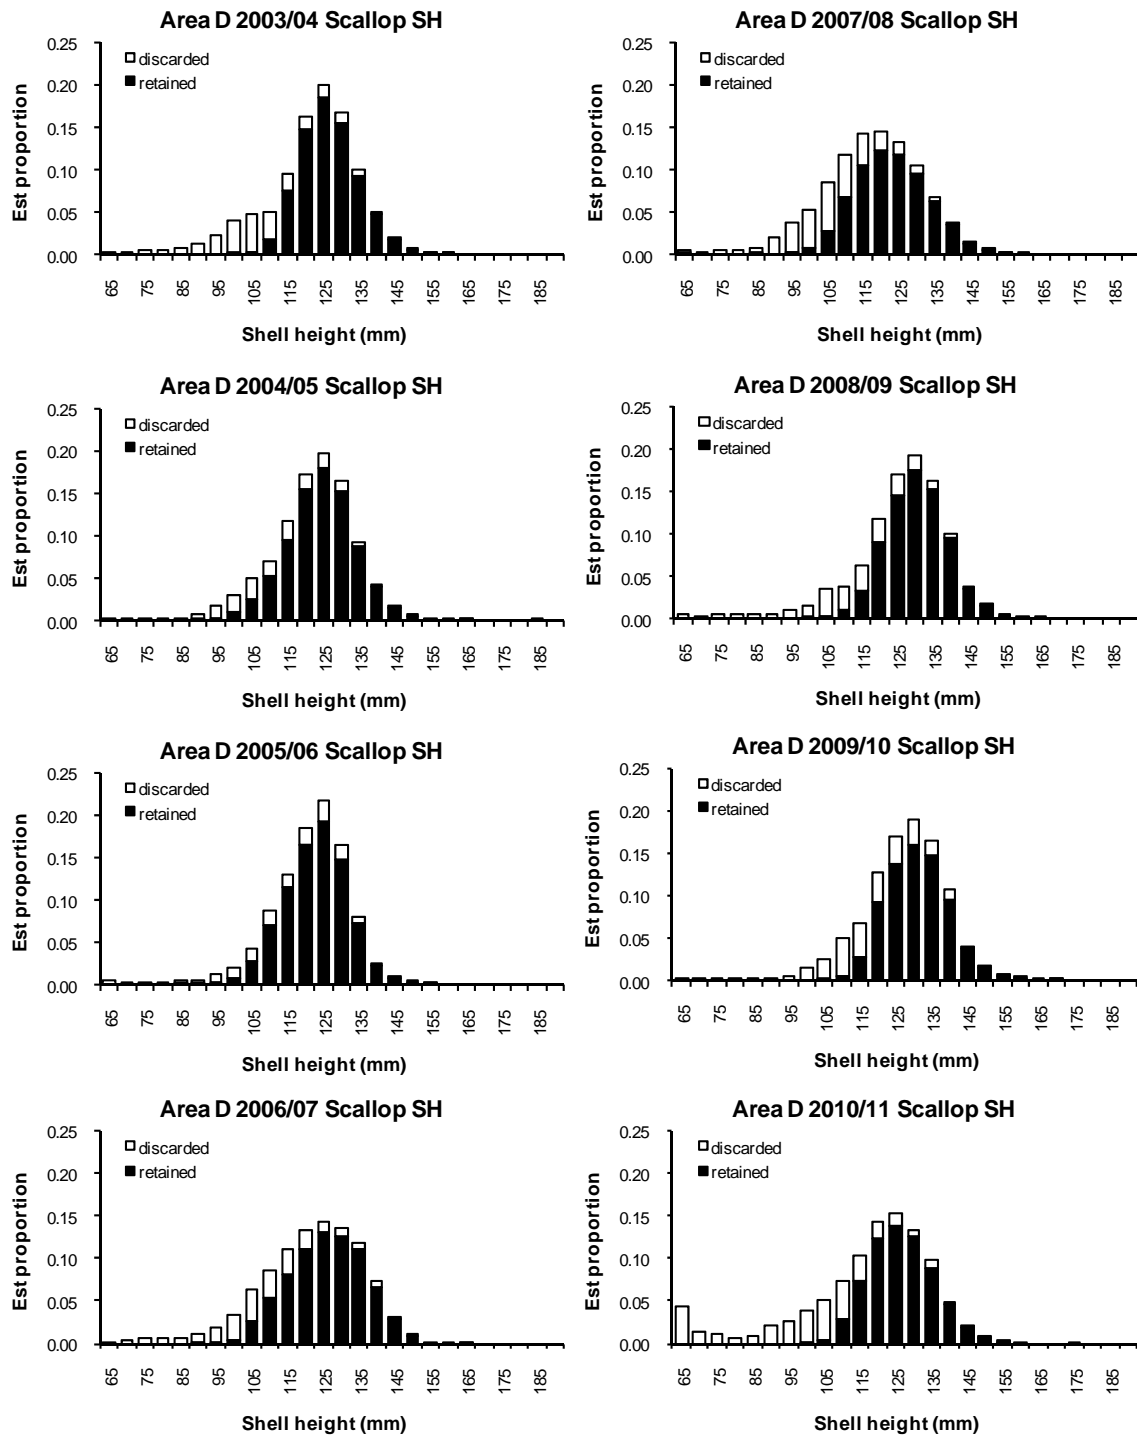 Area D 2003/04 Scallop SH
discarded
retained
Est proportion
0.25
0.20
0.15
0.10
0.05
0.00
65 75 85 95 105 115 125 135 145 155 165 175 185
Shell height (mm)
Area D 2007/08 Scallop SH
discarded
retained
Est proportion
0.25
0.20
0.15
0.10
0.05
0.00
65 75 85 95 105 115 125 135 145 155 165 175 185
Shell height (mm)
Area D 2004/05 Scallop SH
discarded
retained
Est proportion
0.25
0.20
0.15
0.10
0.05
0.00
65 75 85 95 105 115 125 135 145 155 165 175 185
Shell height (mm)
Area D 2008/09 Scallop SH
discarded
retained
Est proportion
0.25
0.20
0.15
0.10
0.05
0.00
65 75 85 95 105 115 125 135 145 155 165 175 185
Shell height (mm)
Area D 2005/06 Scallop SH
discarded
retained
Est proportion
0.25
0.20
0.15
0.10
0.05
0.00
65 75 85 95 105 115 125 135 145 155 165 175 185
Shell height (mm)
Area D 2009/10 Scallop SH
discarded
retained
Est proportion
0.25
0.20
0.15
0.10
0.05
0.00
65 75 85 95 105 115 125 135 145 155 165 175 185
Shell height (mm)
Area D 2006/07 Scallop SH
discarded
retained
Est proportion
0.25
0.20
0.15
0.10
0.05
0.00
65 75 85 95 105 115 125 135 145 155 165 175 185
Shell height (mm)
Area D 2010/11 Scallop SH
discarded
retained
Est proportion
0.25
0.20
0.15
0.10
0.05
0.00
65 75 85 95 105 115 125 135 145 155 165 175 185
Shell height (mm)